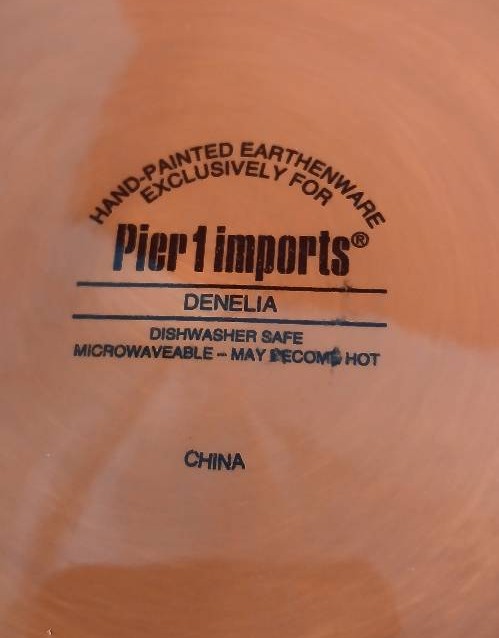 HAND-PAINTED EARTHENWARE
EXCLUSIVELY FOR
Pier 1 imports®
DENELIA
DISHWASHER SAFE
MICROWAVEABLE – MAY BECOME HOT
CHINA